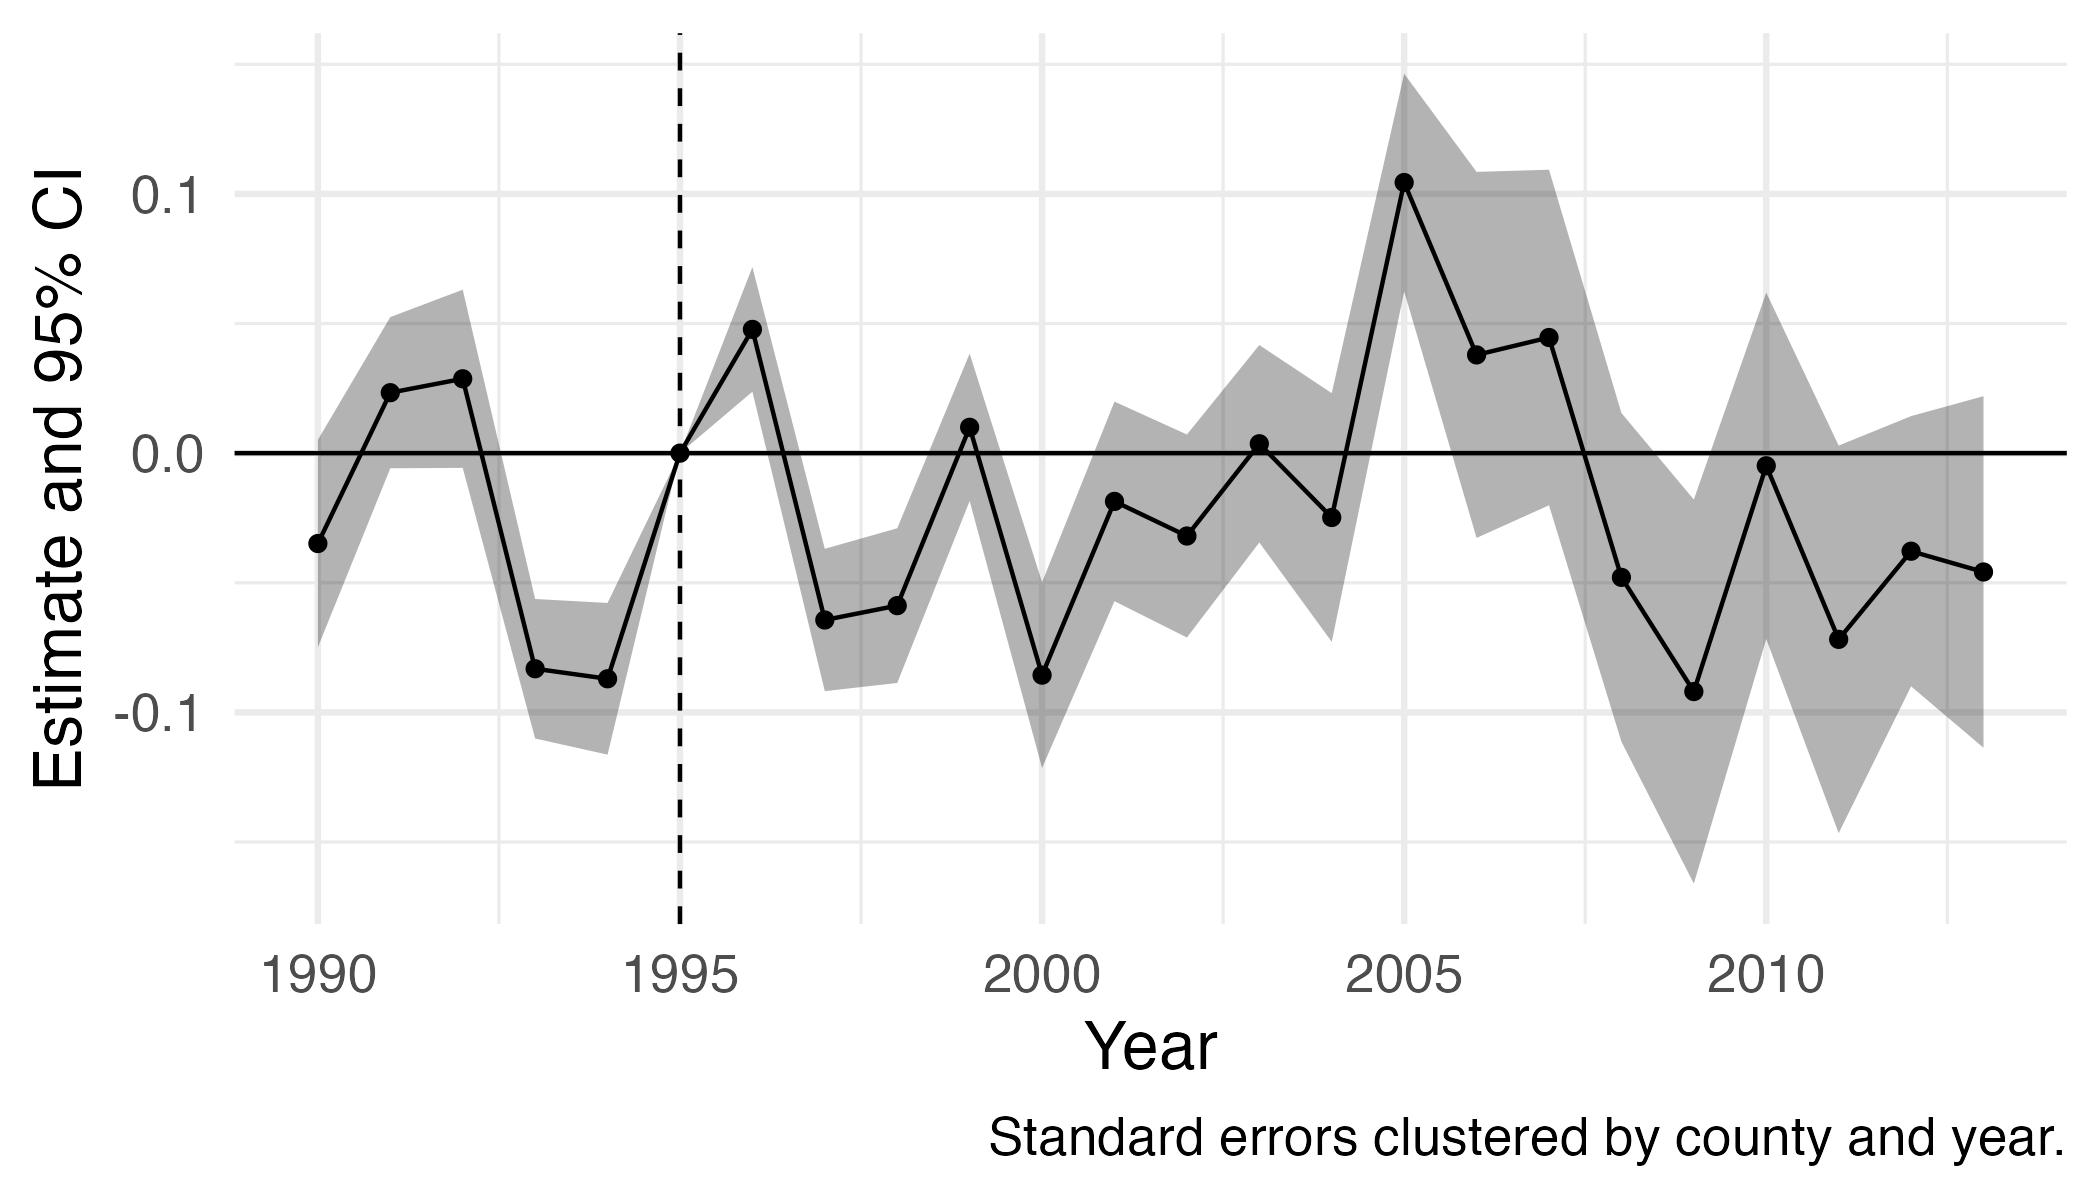 Estimate and 95% CI
0.1
0.0
-0.1
1990 1995 2000 2005 2010
Year
Standard errors clustered by county and year.